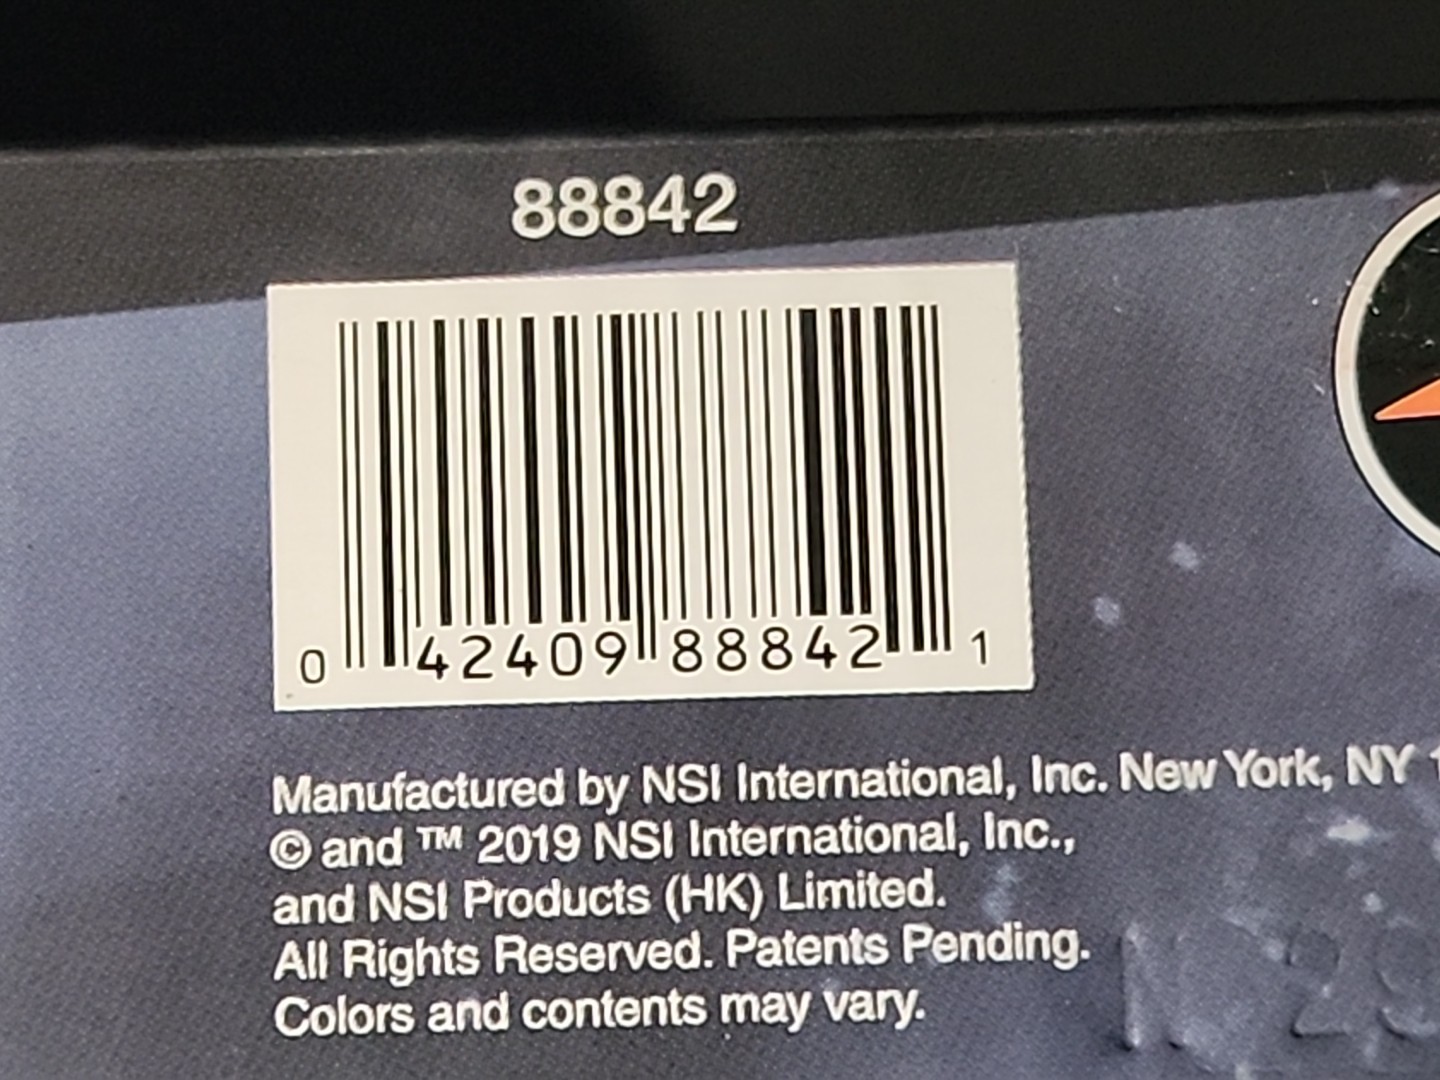 88842
0 42409 88842 1
Manufactured by NSI International, Inc. New York, NY
© and ™ 2019 NSI International, Inc.,
and NSI Products (HK) Limited.
All Rights Reserved. Patents Pending.
Colors and contents may vary.